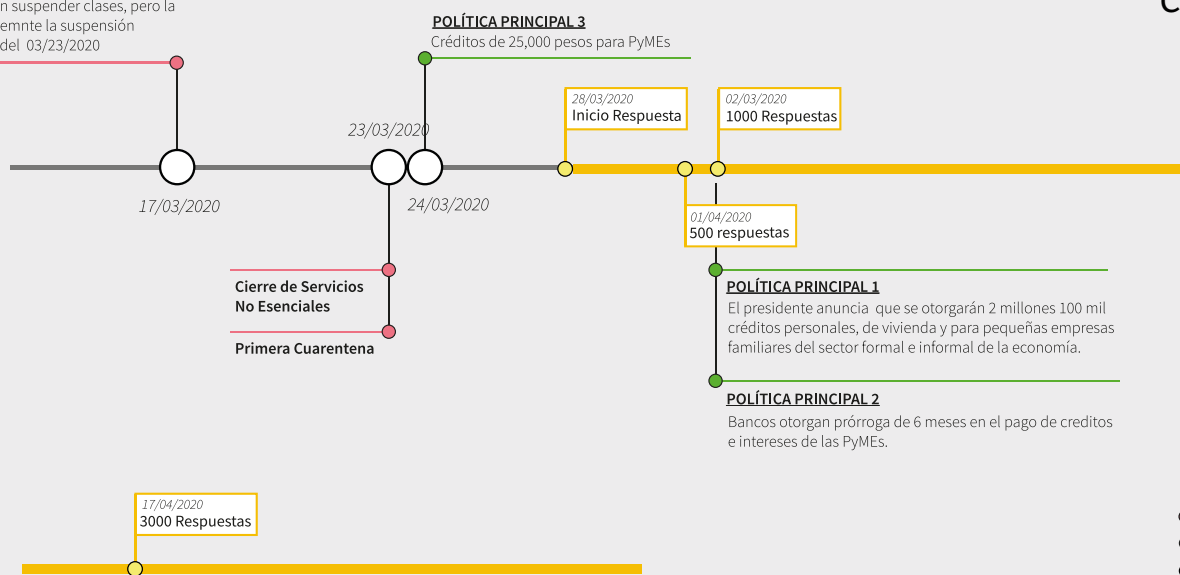 n suspender clases, pero la
emnte la suspensión
del 03/23/2020
POLÍTICA PRINCIPAL 3
Créditos de 25,000 pesos para PyMEs
28/03/2020
Inicio Respuesta
02/03/2020
1000 Respuestas
23/03/2020
17/03/2020
24/03/2020
01/04/2020
500 respuestas
Cierre de Servicios
No Esenciales
Primera Cuarentena
POLÍTICA PRINCIPAL 1
El presidente anuncia que se otorgarán 2 millones 100 mil
créditos personales, de vivienda y para pequeñas empresas
familiares del sector formal e informal de la economía.
POLÍTICA PRINCIPAL 2
Bancos otorgan prórroga de 6 meses en el pago de creditos
e intereses de las PyMEs.
17/04/2020
3000 Respuestas